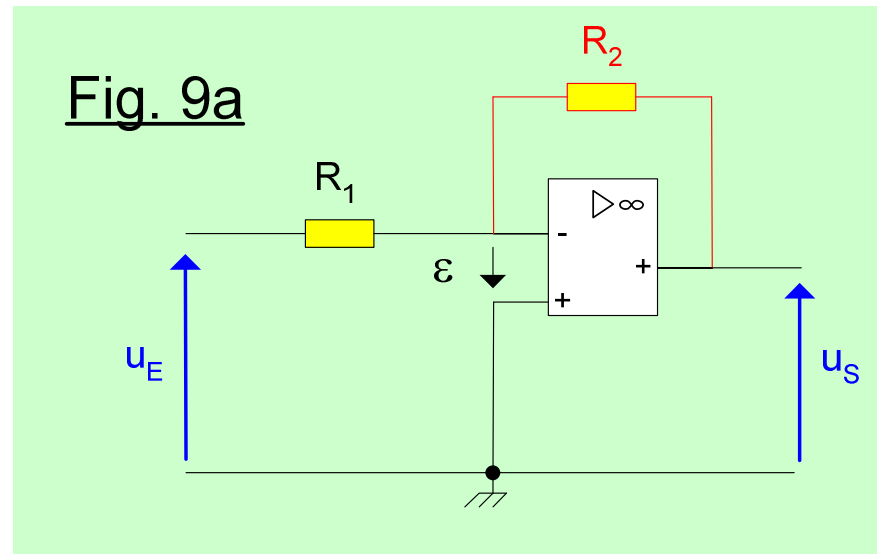 Fig. 9a
R2
R1
▷∞
-
ε
+
+
uE
uS